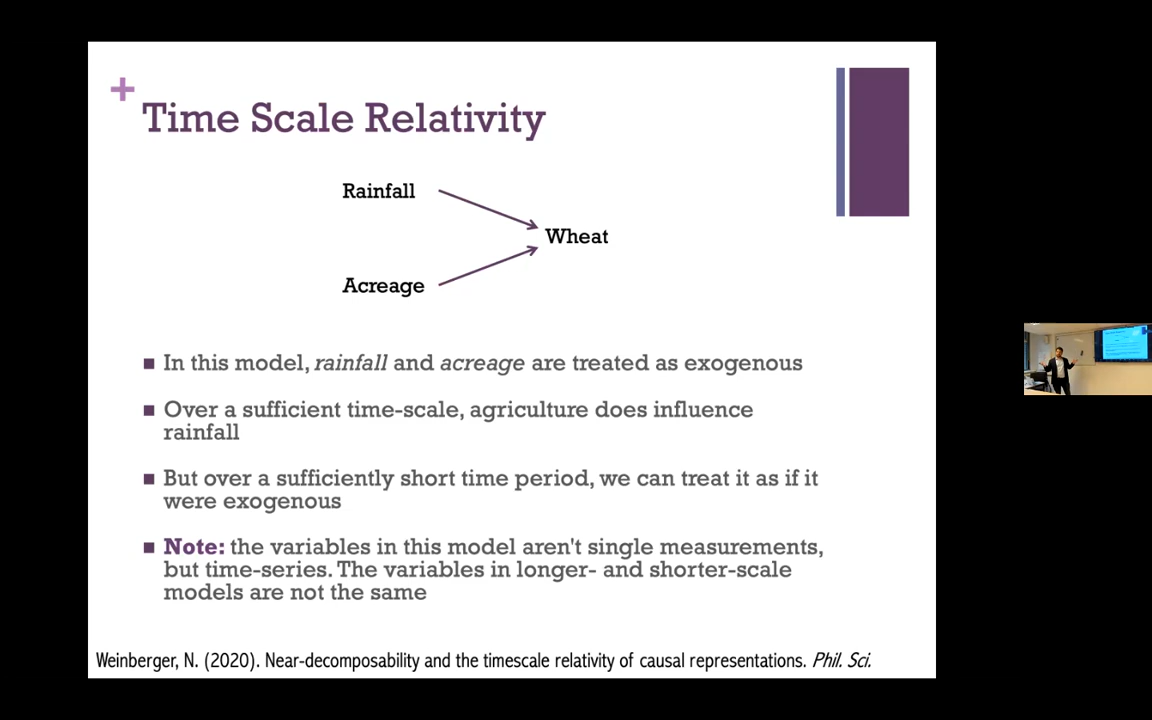 Time Scale Relativity
Rainfall
Wheat
Acreage
In this model, rainfall and acreage are treated as exogenous
Over a sufficient time-scale, agriculture does influence
rainfall
But over a sufficiently short time period, we can treat it as if it
were exogenous
Note: the variables in this model aren't single measurements,
but time-series. The variables in longer- and shorter-scale
models are not the same
Weinberger, N. (2020). Near-decomposability and the timescale relativity of causal representations. Phil. Sci.